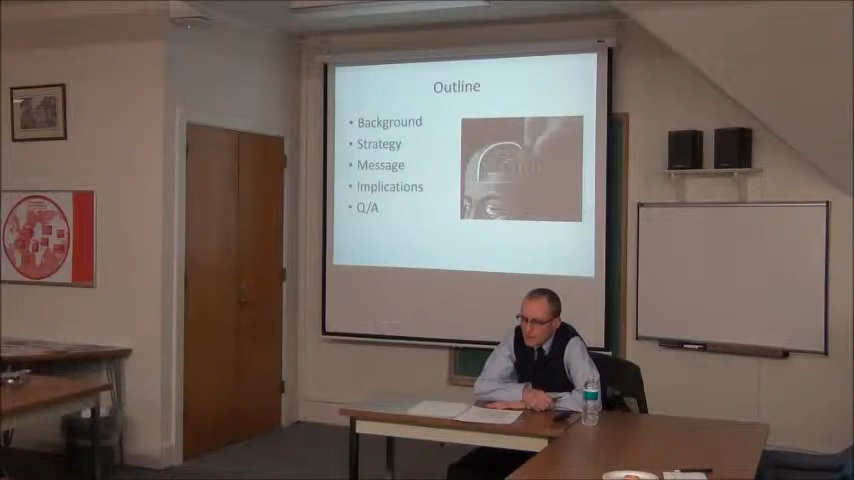 Outline
• Background
• Strategy
• Message
• Implications
• Q/A